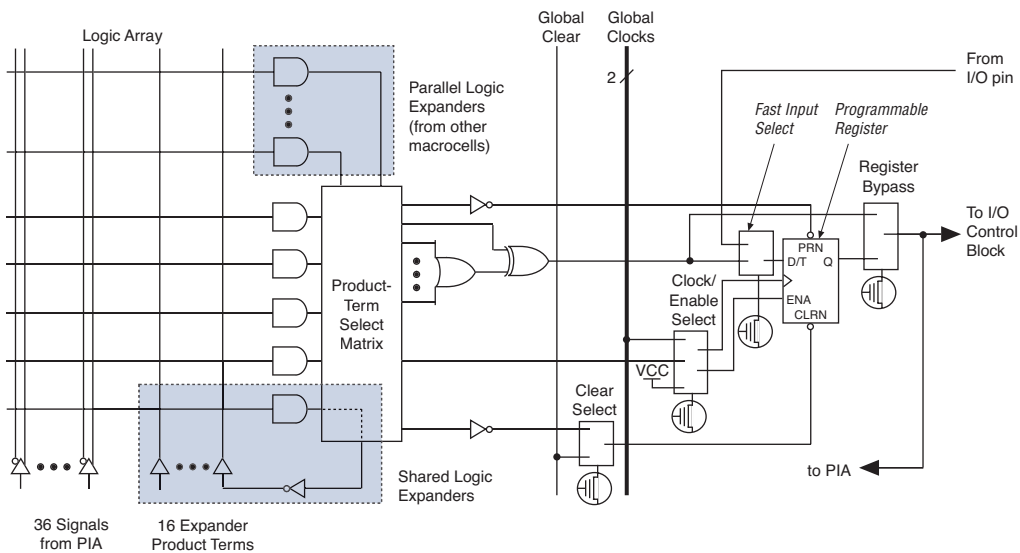 Logic Array
Global
Clear
Global
Clocks
2
From
I/O pin
Parallel Logic
Expanders
(from other
macrocells)
Fast Input
Select
Programmable
Register
Register
Bypass
To I/O
Control
Block
PRN
D/T
Q
ENA
CLRN
Clock/
Enable
Select
Product-
Term
Select
Matrix
VCC
Clear
Select
Shared Logic
Expanders
to PIA
36 Signals
from PIA
16 Expander
Product Terms